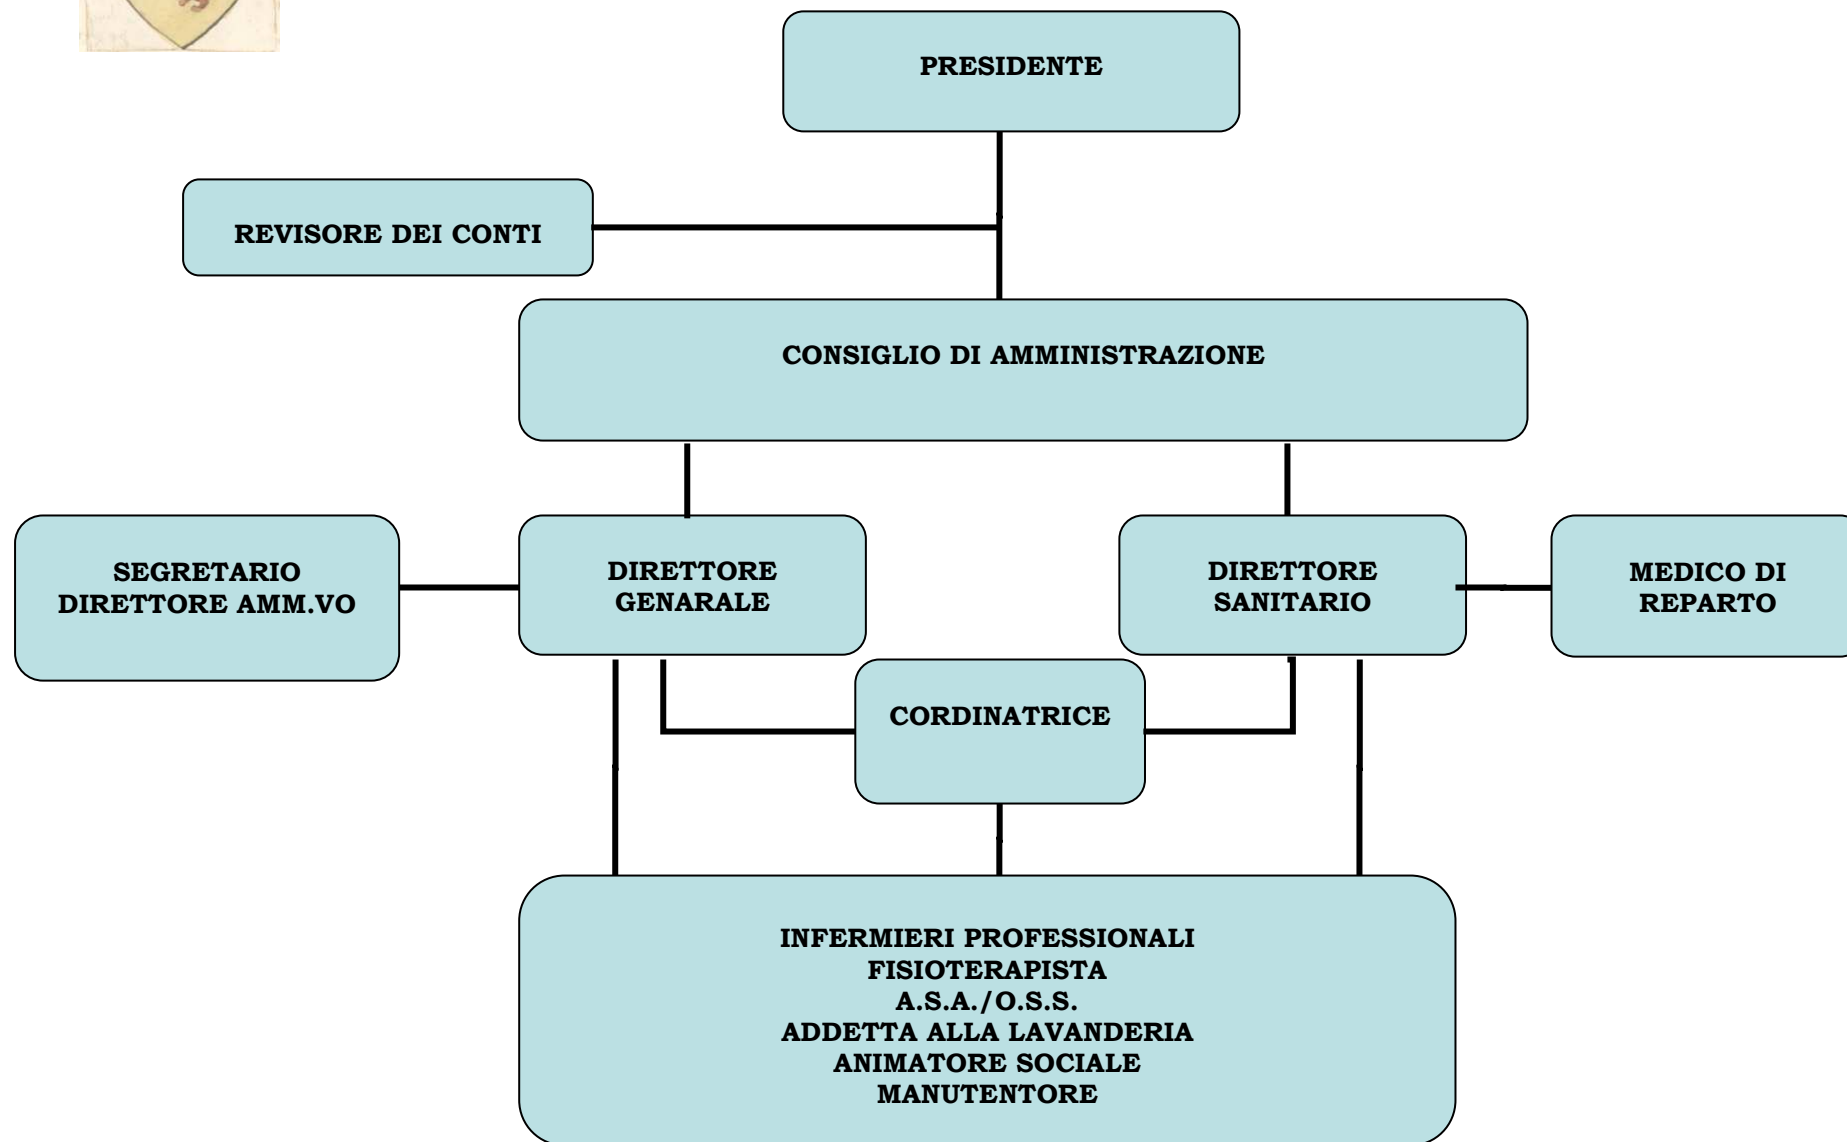 PRESIDENTE
REVISORE DEI CONTI
CONSIGLIO DI AMMINISTRAZIONE
SEGRETARIO
DIRETTORE AMM.VO
DIRETTORE
GENARALE
DIRETTORE
SANITARIO
MEDICO DI
REPARTO
CORDINATRICE
INFERMIERI PROFESSIONALI
FISIOTERAPISTA
A.S.A./O.S.S.
ADDETTA ALLA LAVANDERIA
ANIMATORE SOCIALE
MANUTENTORE